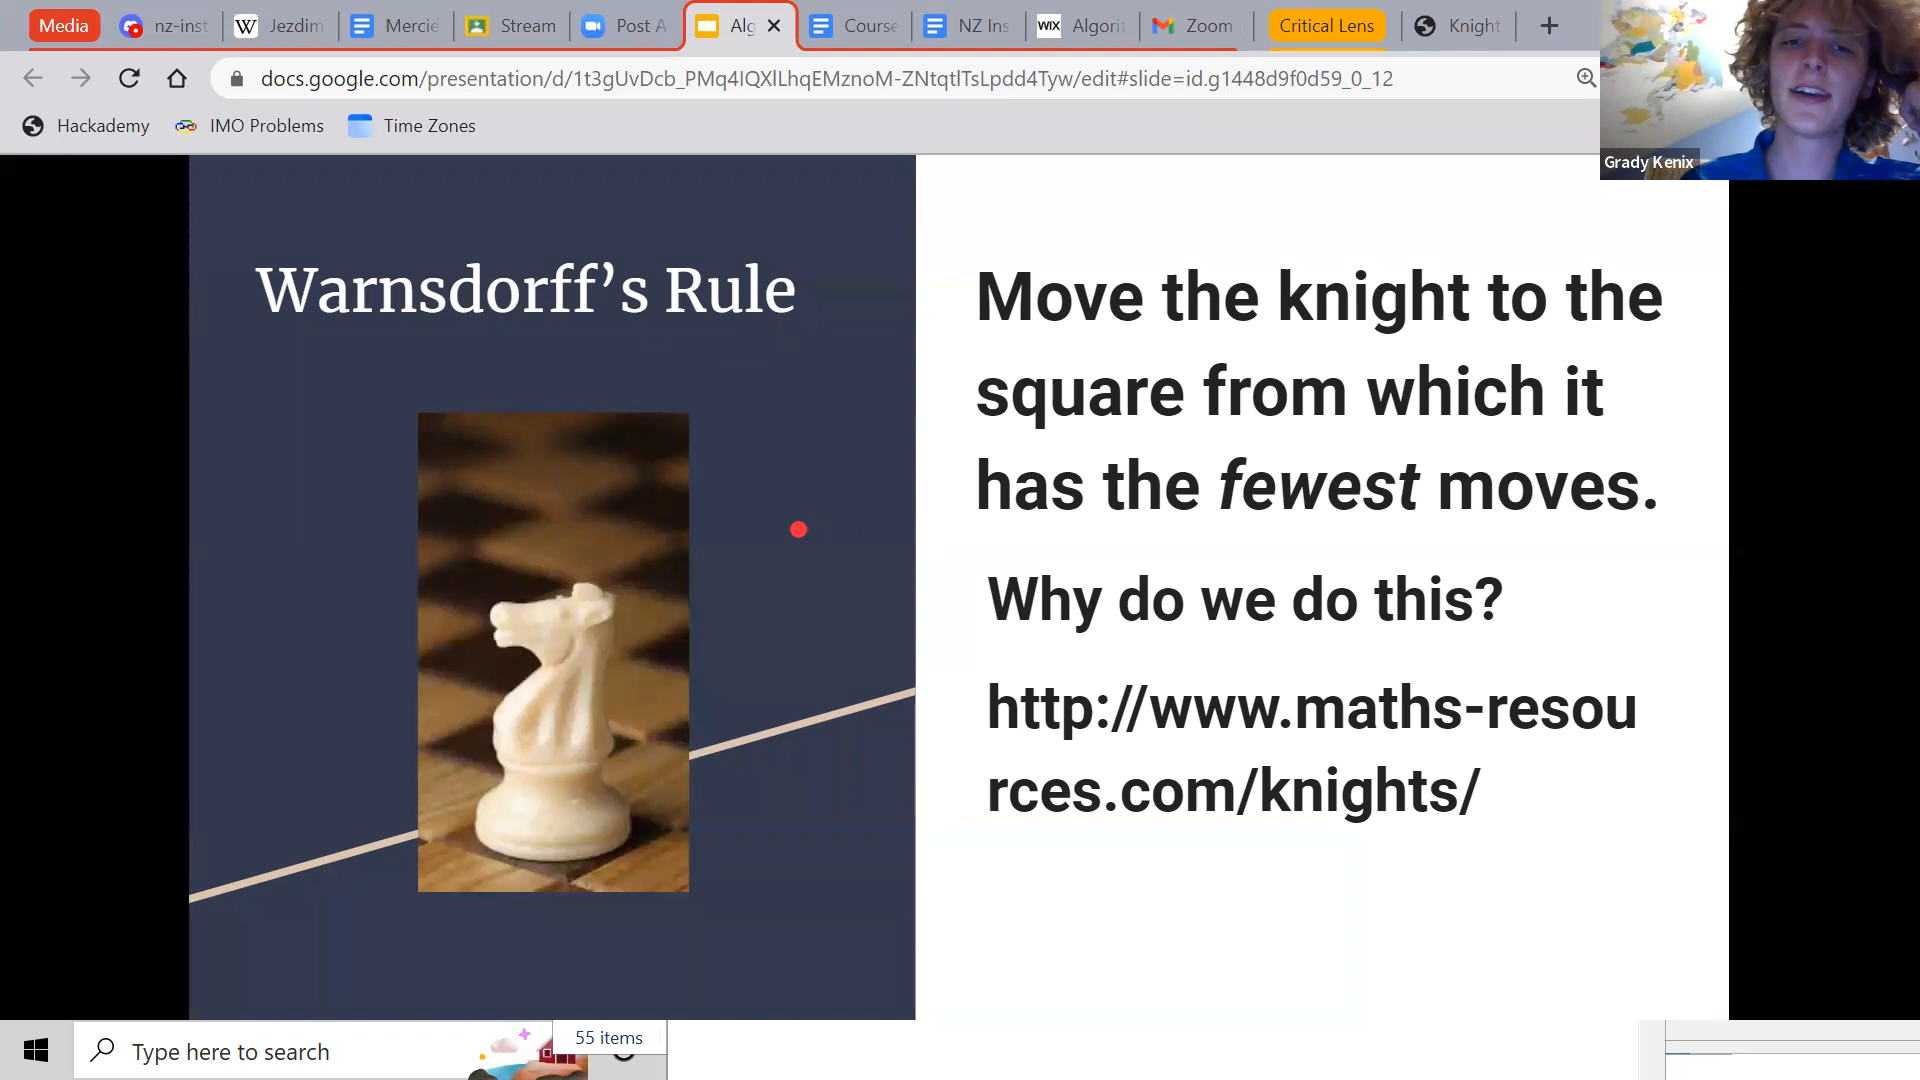 Media
nz-inst
W Jezdim
Mercie
Stream
Post A
Alg
Course
NZ Ins
WIX Algorit
Zoom
Critical Lens
Knight
docs.google.com/presentation/d/1t3gUvDcb_PMq4IQXlLhqEMznoM-ZNtqtlTsLpdd4Tyw/edit#slide=id.g1448d9f0d59_0_12
Hackademy
IMO Problems
Time Zones
Grady Kenix
Warnsdorff’s Rule
Move the knight to the
square from which it
has the fewest moves.
Why do we do this?
http://www.maths-resou
rces.com/knights/
Type here to search
55 items